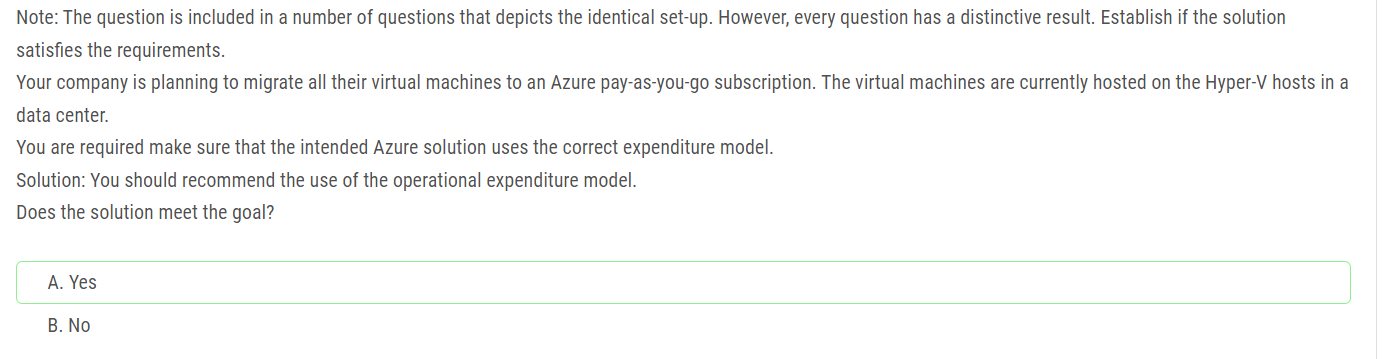 Note: The question is included in a number of questions that depicts the identical set-up. However, every question has a distinctive result. Establish if the solution
satisfies the requirements.
Your company is planning to migrate all their virtual machines to an Azure pay-as-you-go subscription. The virtual machines are currently hosted on the Hyper-V hosts in a
data center.
You are required make sure that the intended Azure solution uses the correct expenditure model.
Solution: You should recommend the use of the operational expenditure model.
Does the solution meet the goal?
A. Yes
B. No